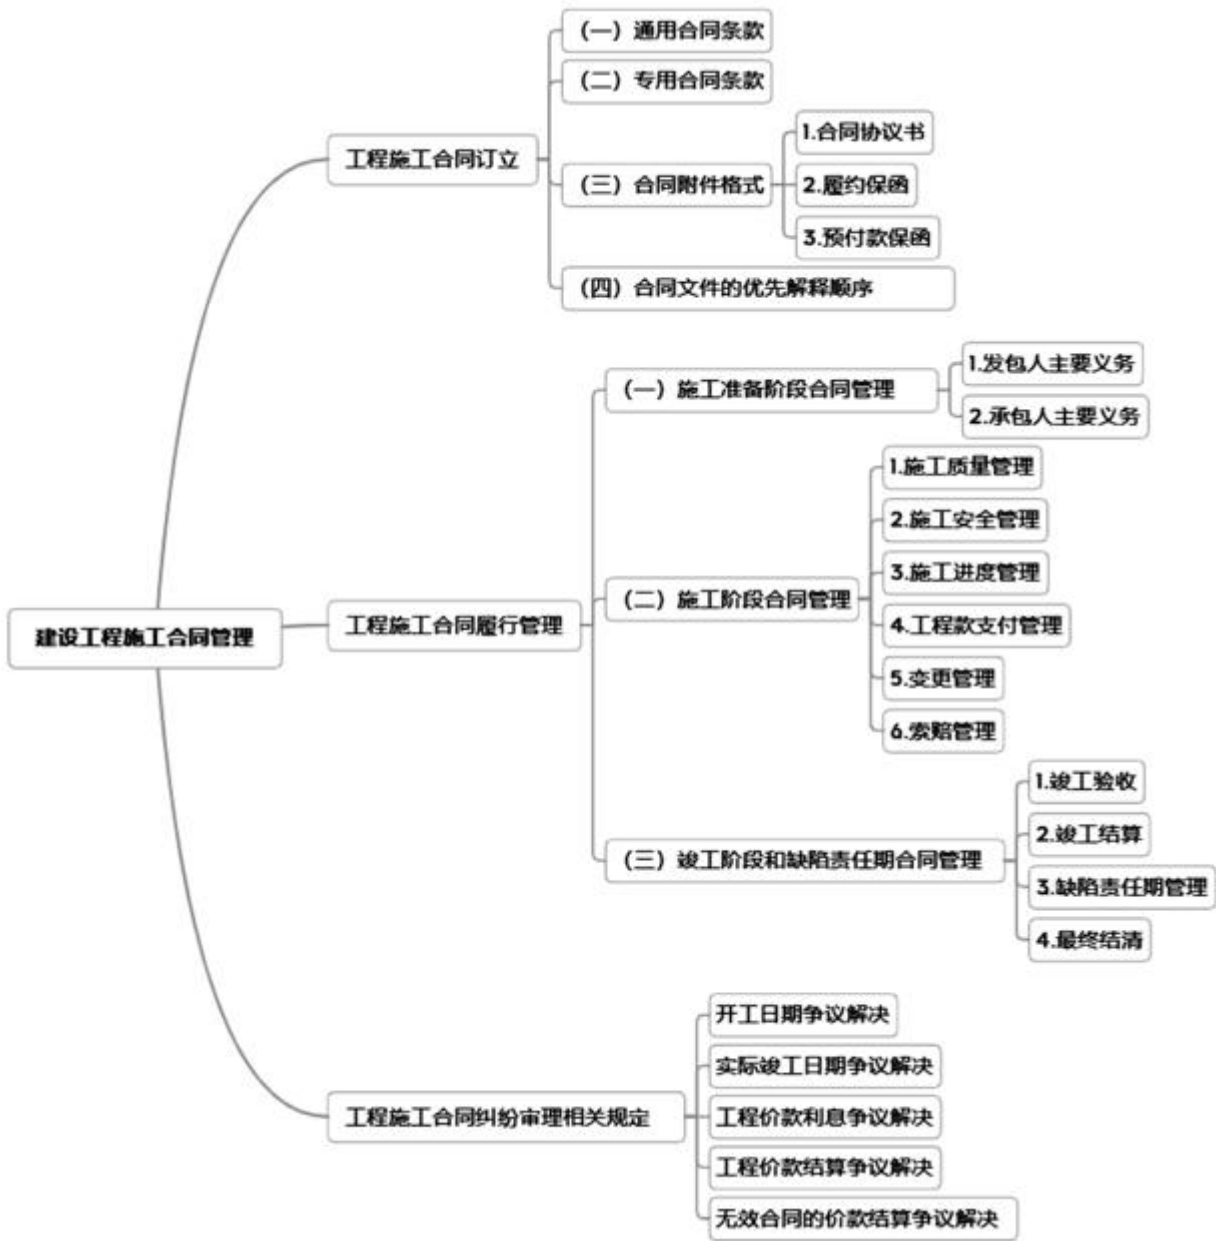 建设工程施工合同管理
工程施工合同订立
（一）通用合同条款
（二）专用合同条款
（三）合同附件格式
1.合同协议书
2.履约保函
3.预付款保函
（四）合同文件的优先解释顺序
工程施工合同履行管理
（一）施工准备阶段合同管理
1.发包人主要义务
2.承包人主要义务
（二）施工阶段合同管理
1.施工质量管理
2.施工安全管理
3.施工进度管理
4.工程款支付管理
5.变更管理
6.索赔管理
（三）竣工阶段和缺陷责任期合同管理
1.竣工验收
2.竣工结算
3.缺陷责任期管理
4.最终结清
工程施工合同纠纷审理相关规定
开工日期争议解决
实际竣工日期争议解决
工程价款利息争议解决
工程价款结算争议解决
无效合同的价款结算争议解决